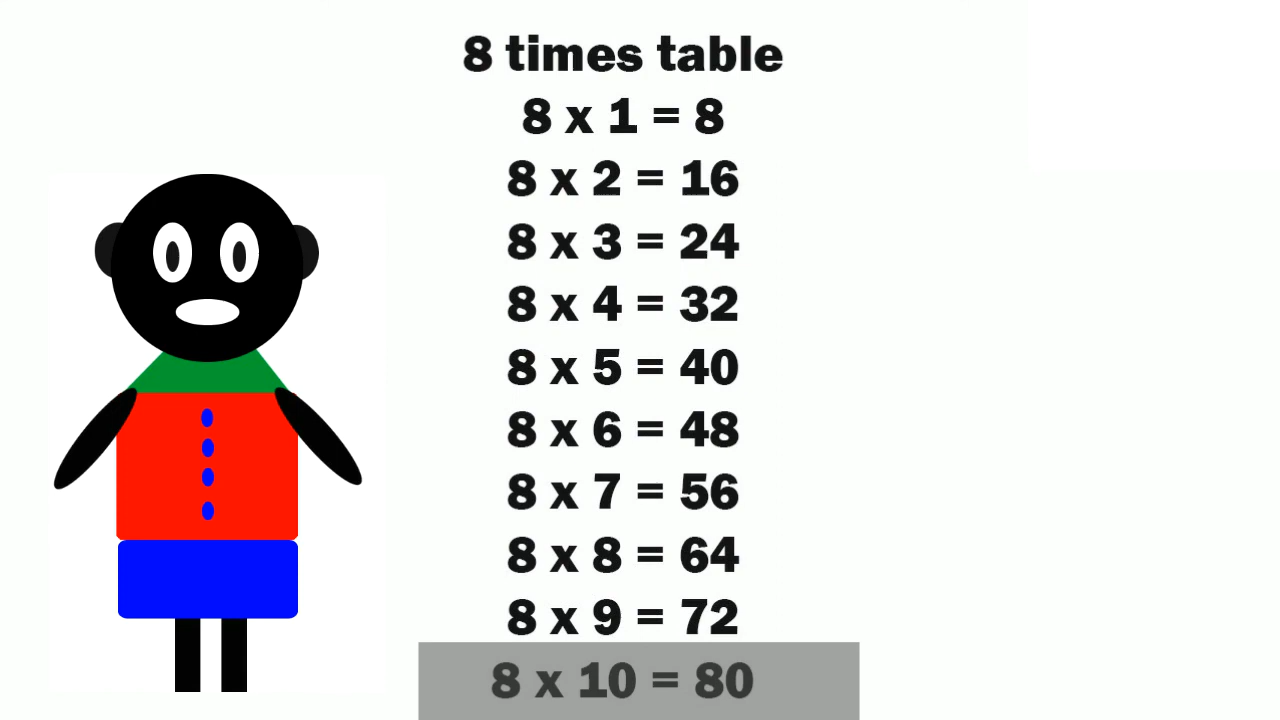 8 times table
8 x 1 = 8
8 x 2 = 16
8 x 3 = 24
8 x 4 = 32
8 x 5 = 40
8 x 6 = 48
8 x 7 = 56
8 x 8 = 64
8 x 9 = 72
8 x 10 = 80